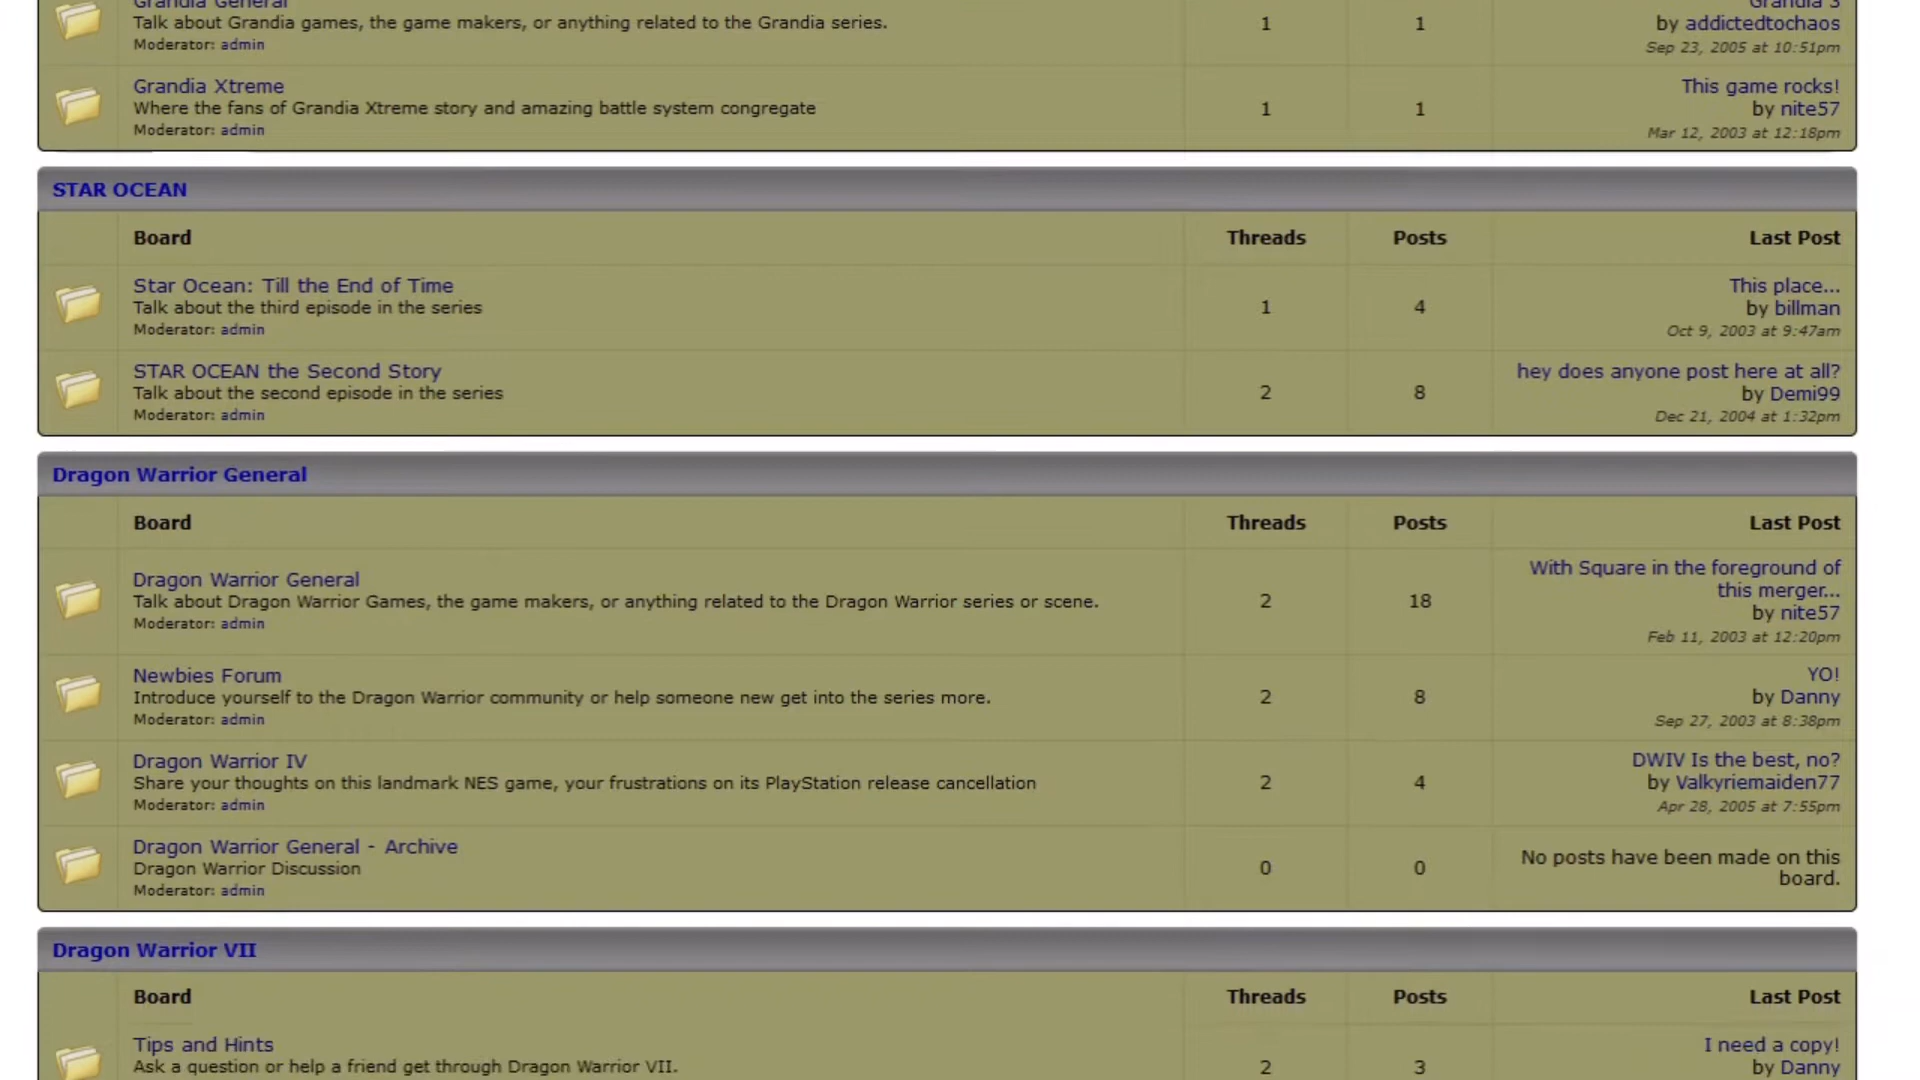 Grandia General
Grandia 3
Talk about Grandia games, the game makers, or anything related to the Grandia series.
1
1
by addictedtochaos
Moderator: admin
Sep 23, 2005 at 10:51pm
Grandia Xtreme
This game rocks!
Where the fans of Grandia Xtreme story and amazing battle system congregate
1
1
by nite57
Moderator: admin
Mar 12, 2003 at 12:18pm
STAR OCEAN
Board
Threads
Posts
Last Post
Star Ocean: Till the End of Time
This place...
Talk about the third episode in the series
1
4
by billman
Moderator: admin
Oct 9, 2003 at 9:47am
STAR OCEAN the Second Story
hey does anyone post here at all?
Talk about the second episode in the series
2
8
by Demi99
Moderator: admin
Dec 21, 2004 at 1:32pm
Dragon Warrior General
Board
Threads
Posts
Last Post
Dragon Warrior General
With Square in the foreground of
this merger...
Talk about Dragon Warrior Games, the game makers, or anything related to the Dragon Warrior series or scene.
2
18
by nite57
Moderator: admin
Feb 11, 2003 at 12:20pm
Newbies Forum
YO!
Introduce yourself to the Dragon Warrior community or help someone new get into the series more.
2
8
by Danny
Moderator: admin
Sep 27, 2003 at 8:38pm
Dragon Warrior IV
DWIV Is the best, no?
Share your thoughts on this landmark NES game, your frustrations on its PlayStation release cancellation
2
4
by Valkyriemaiden77
Moderator: admin
Apr 28, 2005 at 7:55pm
Dragon Warrior General - Archive
Dragon Warrior Discussion
0
0
No posts have been made on this
board.
Moderator: admin
Dragon Warrior VII
Board
Threads
Posts
Last Post
Tips and Hints
I need a copy!
Ask a question or help a friend get through Dragon Warrior VII.
2
3
by Danny